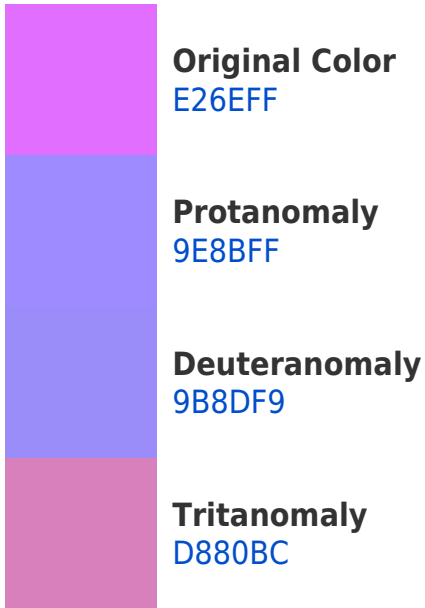 Original Color
E26EFF
Protanomaly
9E8BFF
Deuteranomaly
9B8DF9
Tritanomaly
D880BC